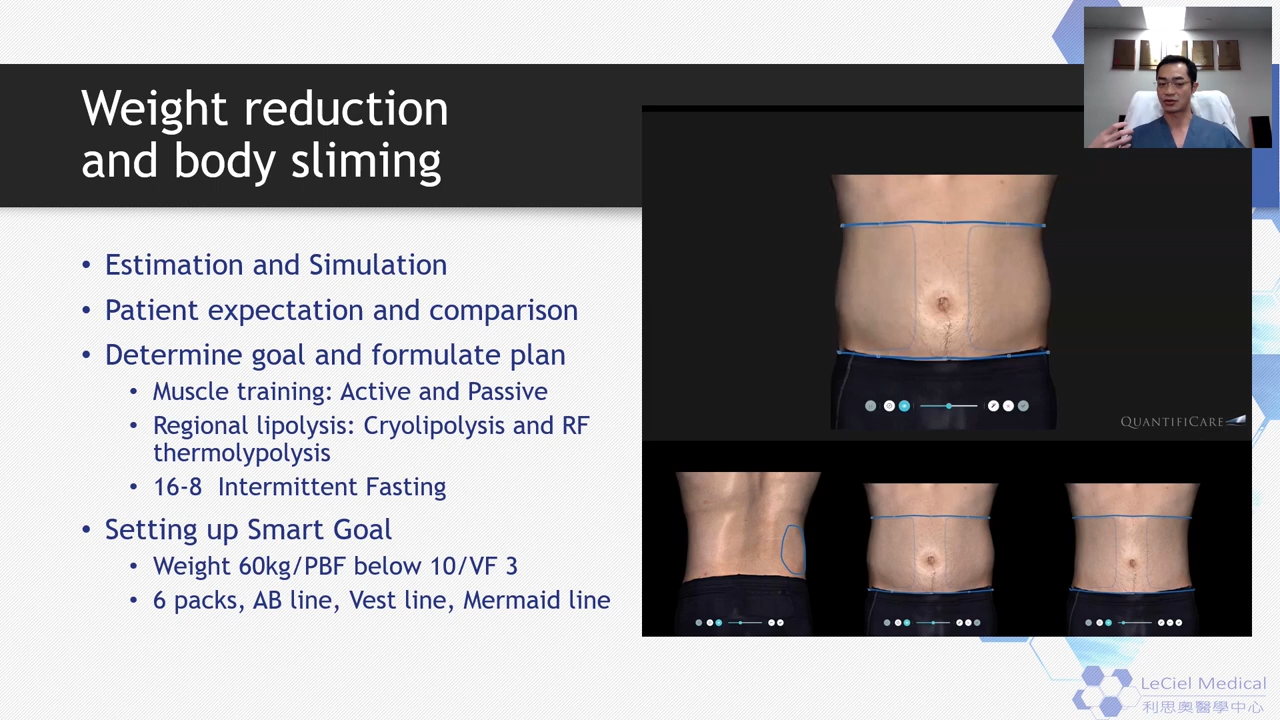 Weight reduction
and body sliming
• Estimation and Simulation
• Patient expectation and comparison
• Determine goal and formulate plan
• Muscle training: Active and Passive
• Regional lipolysis: Cryolipolysis and RF
thermolypolysis
• 16-8 Intermittent Fasting
• Setting up Smart Goal
• Weight 60kg/PBF below 10/VF 3
• 6 packs, AB line, Vest line, Mermaid line
QUANTIFICARE
LeCiel Medical
利思奧醫學中心